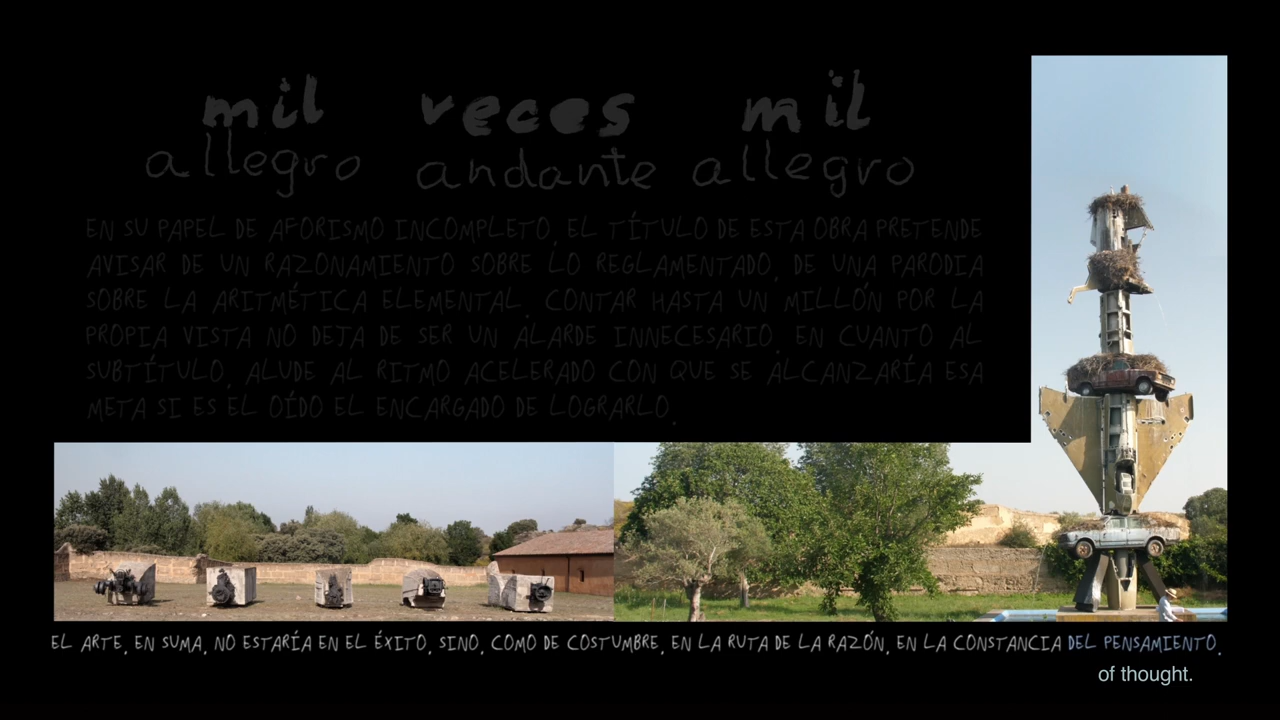 mil veces mil
allegro andante allegro
EN SU PAPEL DE AFORISMO INCOMPLETO, EL TÍTULO DE ESTA OBRA PRETENDE
AVISAR DE UN RAZONAMIENTO SOBRE LO REGLAMENTADO, DE UNA PARODIA
SOBRE LA ARITMÉTICA ELEMENTAL. CONTAR HASTA UN MILLÓN POR LA
PROPIA VISTA NO DEJA DE SER UN ALARDE INNECESARIO. EN CUANTO AL
SUBTÍTULO, ALUDE AL RITMO ACELERADO CON QUE SE ALCANZARÍA ESA
META SI ES EL OÍDO EL ENCARGADO DE LOGRARLO.
EL ARTE, EN SUMA, NO ESTARÍA EN EL ÉXITO, SINO, COMO DE COSTUMBRE, EN LA RUTA DE LA RAZÓN, EN LA CONSTANCIA DEL PENSAMIENTO.
of thought.